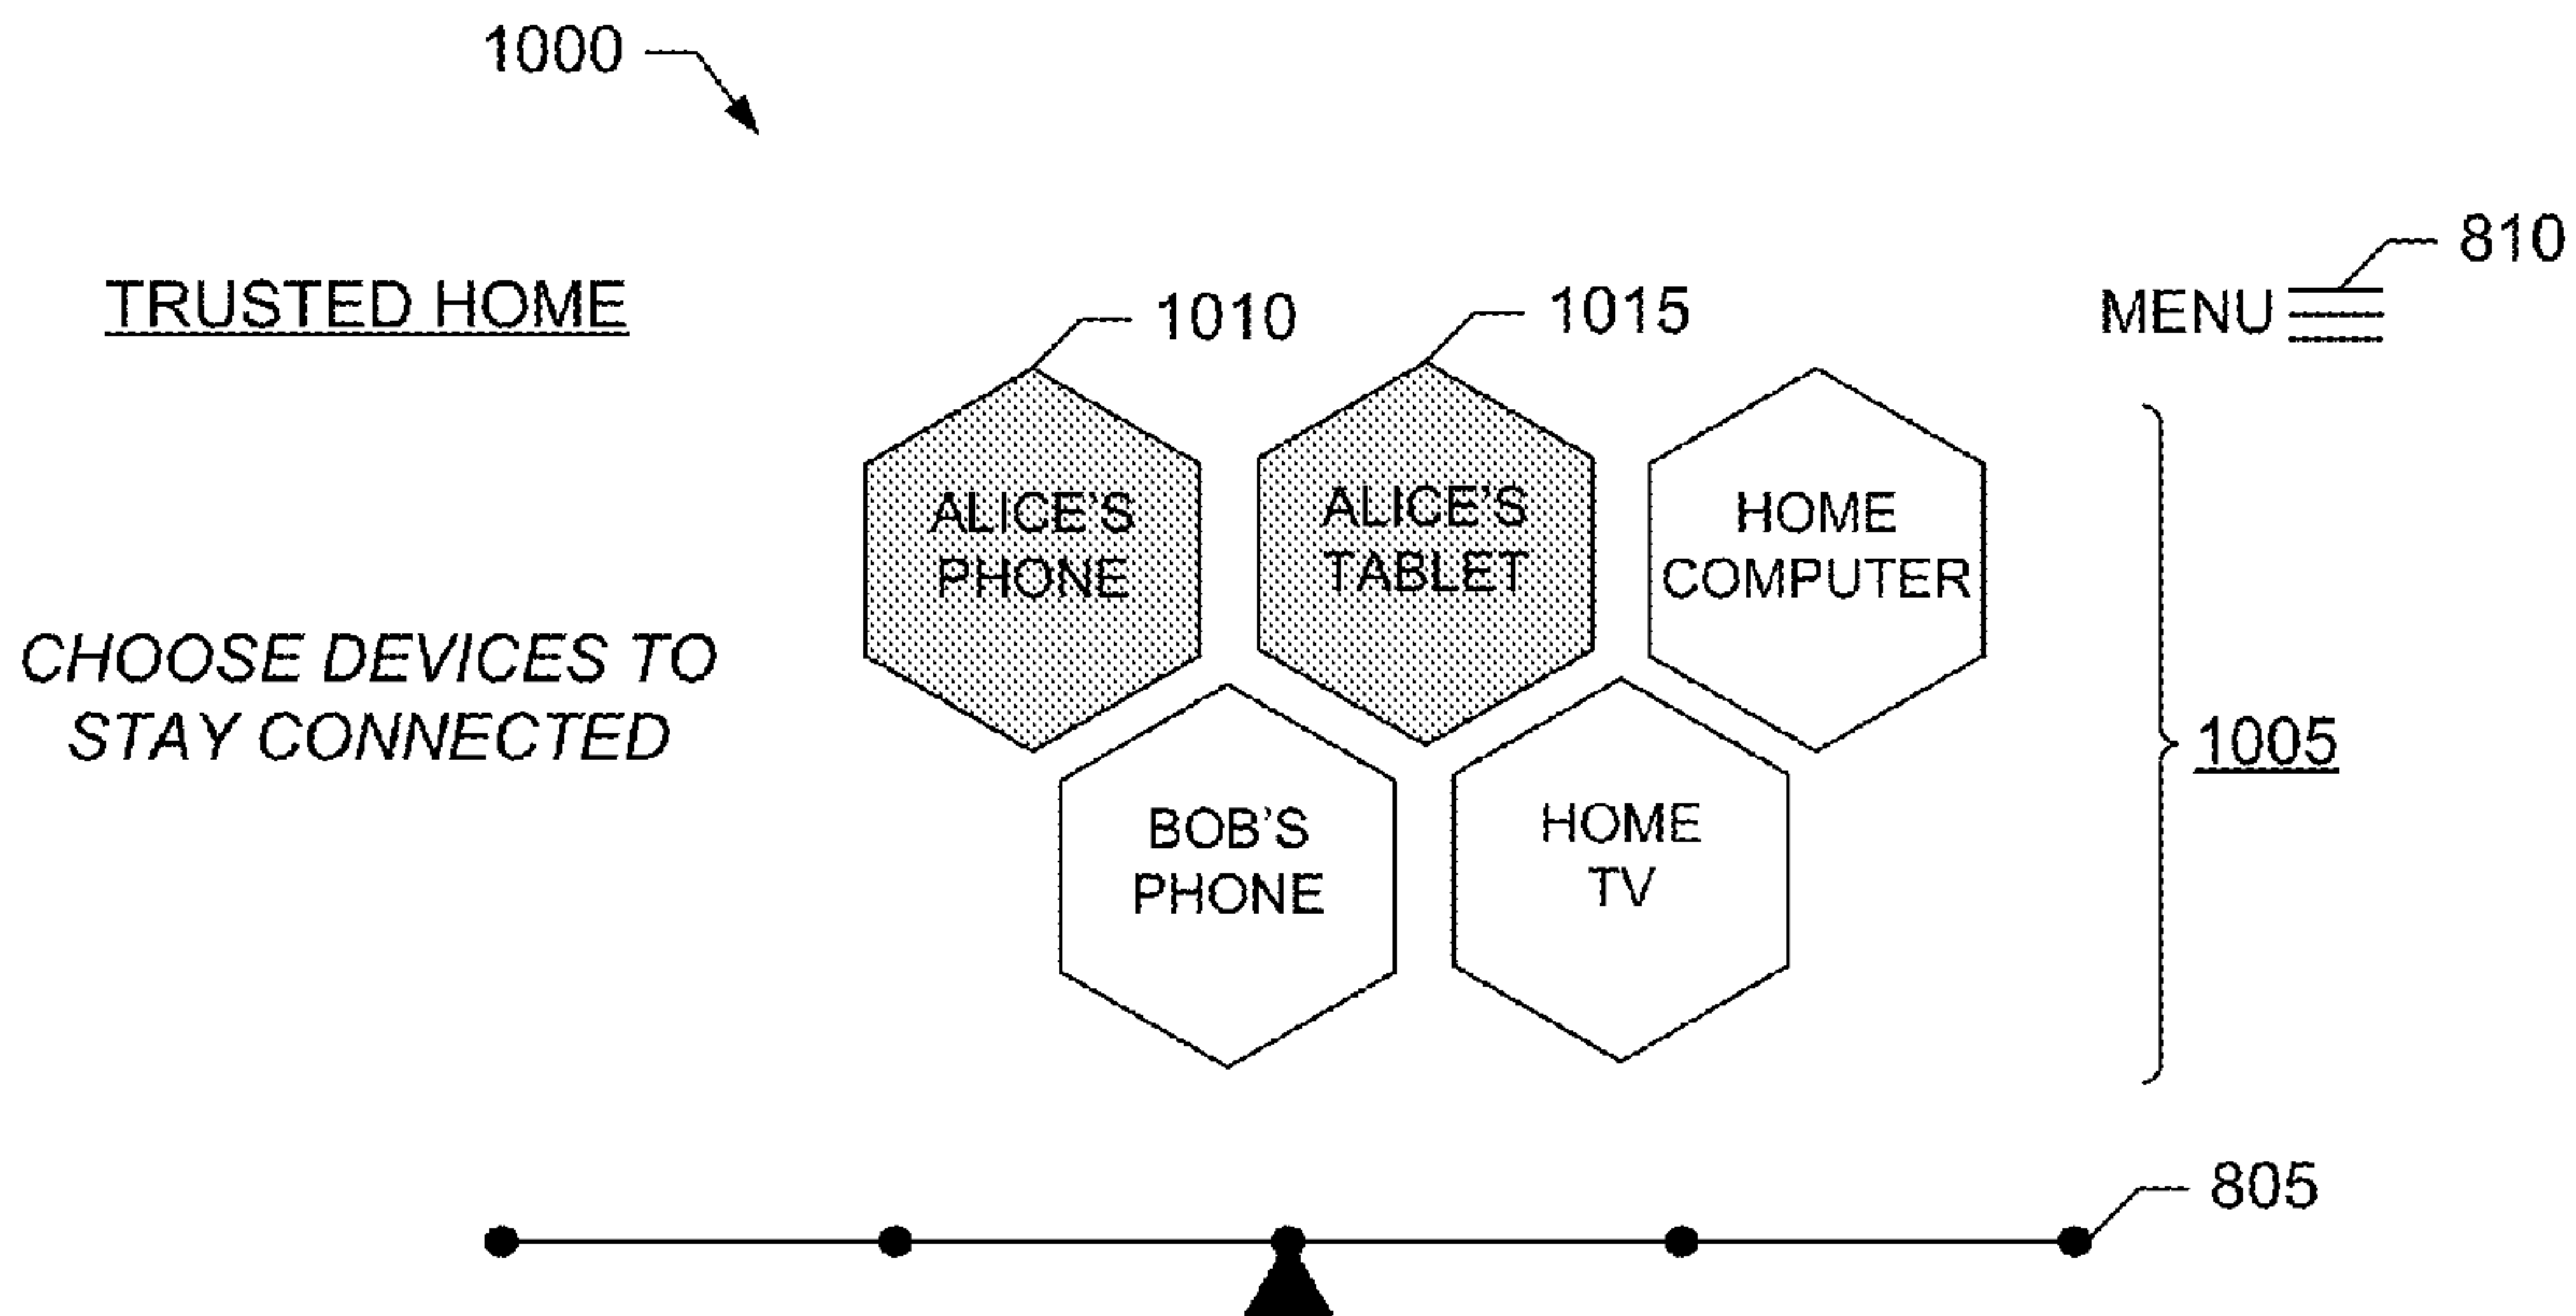 1000
810
TRUSTED HOME
1010
1015
MENU
ALICE'S
PHONE
ALICE'S
TABLET
HOME
COMPUTER
CHOOSE DEVICES TO
STAY CONNECTED
1005
BOB'S
PHONE
HOME
TV
805